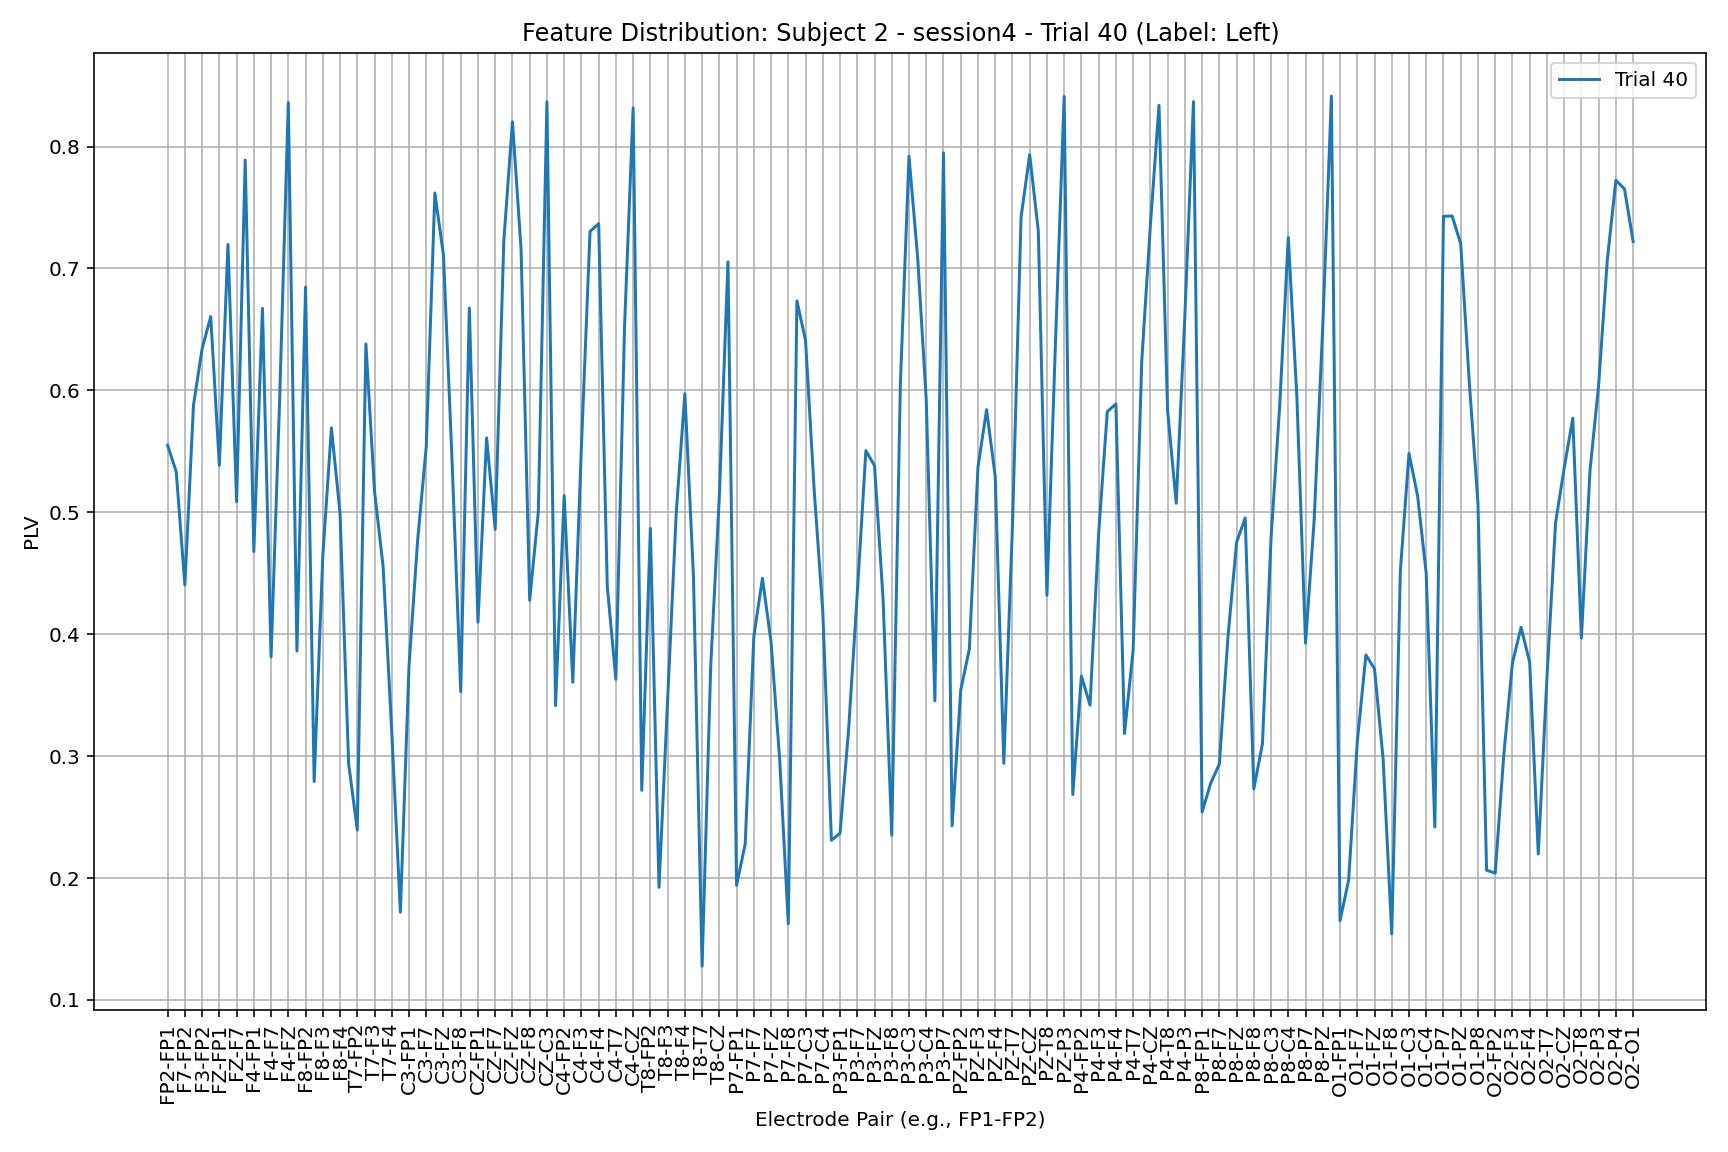 Feature Distribution: Subject 2 - session4 - Trial 40 (Label: Left)
Trial 40
PLV
0.8
0.7
0.6
0.5
0.4
0.3
0.2
0.1
FP2-FP1
F7-FP2
F3-FP2
FZ-FP1
FZ-F7
F4-FP1
F4-F7
F4-FZ
F8-FP2
F8-F3
F8-F4
T7-FP2
T7-F3
T7-F4
C3-FP1
C3-F7
C3-FZ
C3-F8
CZ-FP1
CZ-F7
CZ-FZ
CZ-F8
CZ-C3
C4-FP2
C4-F3
C4-F4
C4-T7
C4-CZ
T8-FP2
T8-F3
T8-F4
T8-T7
T8-CZ
P7-FP1
P7-F7
P7-FZ
P7-F8
P7-C3
P7-C4
P3-FP1
P3-F7
P3-FZ
P3-F8
P3-C3
P3-C4
P3-P7
PZ-FP2
PZ-F3
PZ-F4
PZ-T7
PZ-CZ
PZ-T8
PZ-P3
P4-FP2
P4-F3
P4-F4
P4-T7
P4-CZ
P4-T8
P4-P3
P8-FP1
P8-F7
P8-FZ
P8-F8
P8-C3
P8-C4
P8-P7
P8-PZ
O1-FP1
O1-F7
O1-FZ
O1-F8
O1-C3
O1-C4
O1-P7
O1-PZ
O1-P8
O2-FP2
O2-F3
O2-F4
O2-T7
O2-CZ
O2-T8
O2-P3
O2-P4
O2-O1
Electrode Pair (e.g., FP1-FP2)